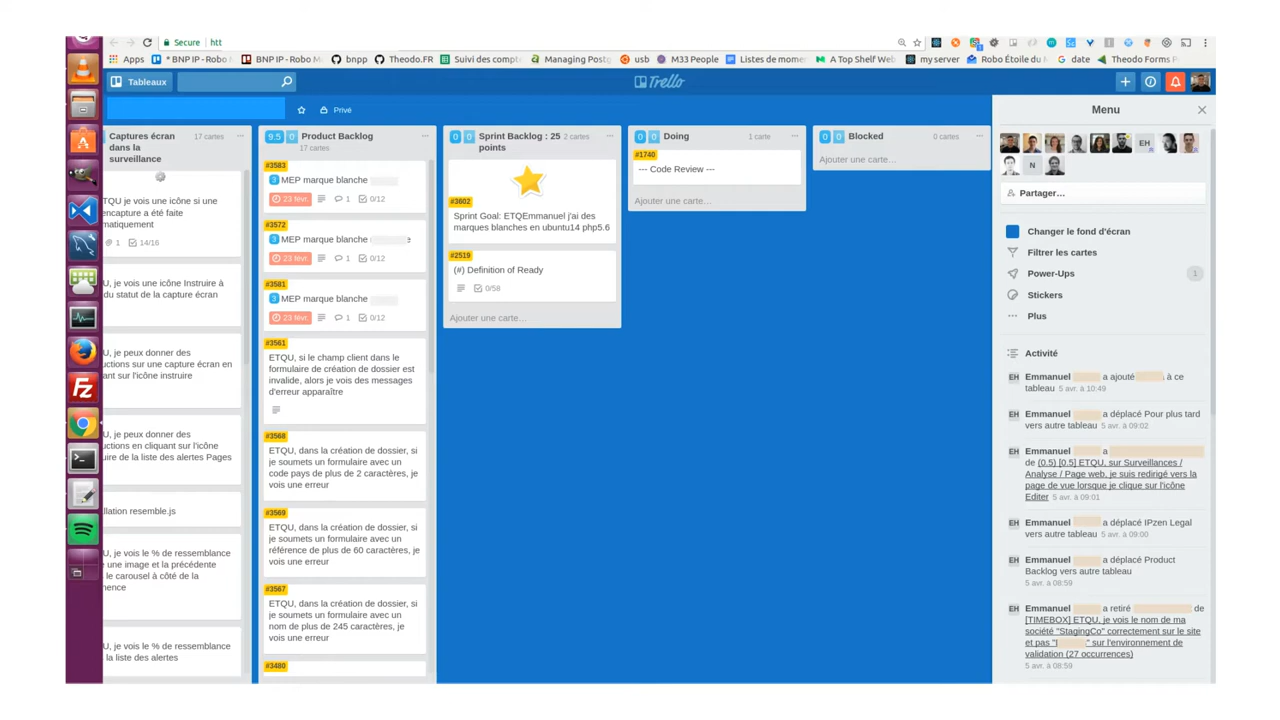 Secure htt
Apps * BNP IP - Robo BNP IP - Robo M bnpp Theodo.FR Suivi des compt Managing Postg usb M33 People Listes de mome A Top Shelf We my server Robo Étoile du M date Theodo Forms
Tableaux Trello
Privé
Captures écran dans la surveillance 17 cartes
TQU je vois une icône si une
encapture a été faite
matiquement
1 14/16
U, je vois une icône Instruire à
du statut de la capture écran
U, je peux donner des
uctions sur une capture écran en
ant sur l'icône instruire
U, je peux donner des
uctions en cliquant sur l'icône
uire de la liste des alertes Pages
llation resemble.js
U, je vois le % de ressemblance
e une image et la précédente
le carousel à côté de la
nence
U, je vois le % de ressemblance
la liste des alertes
9.5 0 Product Backlog
17 cartes
#3583
3 MEP marque blanche
23 févr. 1 0/12
#3572
3 MEP marque blanche
23 févr. 1 0/12
#3581
3 MEP marque blanche
23 févr. 1 0/12
#3561
ETQU, si le champ client dans le
formulaire de création de dossier est
invalide, alors je vois des messages
d'erreur apparaître
#3568
ETQU, dans la création de dossier, si
je soumets un formulaire avec un
code pays de plus de 2 caractères, je
vois une erreur
#3569
ETQU, dans la création de dossier, si
je soumets un formulaire avec une
référence de plus de 60 caractères, je
vois une erreur
#3567
ETQU, dans la création de dossier, si
je soumets un formulaire avec un
nom de plus de 245 caractères, je
vois une erreur
#3480
0 0 Sprint Backlog : 25 points 2 cartes
#3602
Sprint Goal: ETQEmmanuel j'ai des
marques blanches en ubuntu14 php5.6
#2519
(#) Definition of Ready
0/58
Ajouter une carte…
0 0 Doing 1 carte
#1740
--- Code Review ---
Ajouter une carte…
0 0 Blocked 0 cartes
Ajouter une carte…
Menu
EH
N
Partager…
Changer le fond d'écran
Filtrer les cartes
Power-Ups 1
Stickers
Plus
Activité
EH Emmanuel a ajouté à ce
tableau 5 avr. à 10:49
EH Emmanuel a déplacé Pour plus tard
vers autre tableau 5 avr. à 09:02
EH Emmanuel a
de (0.5) [0.5] ETQU, sur Surveillances /
Analyse / Page web, je suis redirigé vers la
page de vue lorsque je clique sur l'icône
Editer 5 avr. à 09:01
EH Emmanuel a déplacé IPzen Legal
vers autre tableau 5 avr. à 09:00
EH Emmanuel a déplacé Product
Backlog vers autre tableau
5 avr. à 08:59
EH Emmanuel a retiré de
[TIMEBOX] ETQU, je vois le nom de ma
société "StagingCo" correctement sur le site
et pas " " sur l'environnement de
validation (27 occurrences)
5 avr. à 08:59